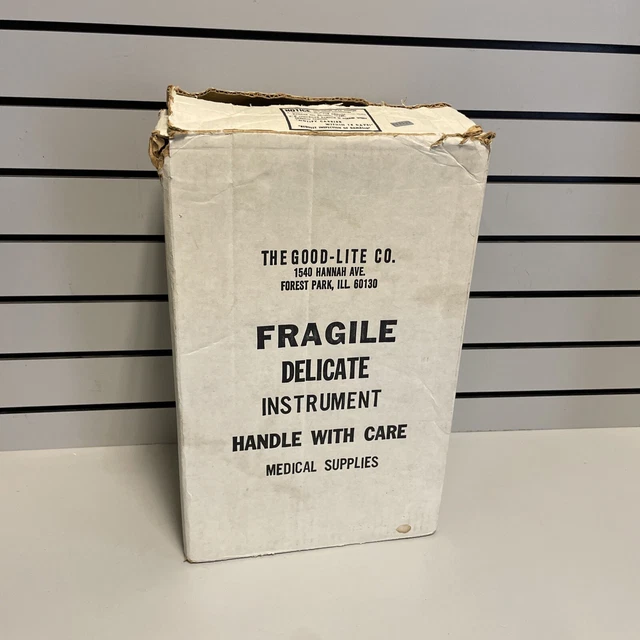 NOTICE
THE GOOD-LITE CO.
1540 HANNAH AVE.
FOREST PARK, ILL. 60130
FRAGILE
DELICATE
INSTRUMENT
HANDLE WITH CARE
MEDICAL SUPPLIES